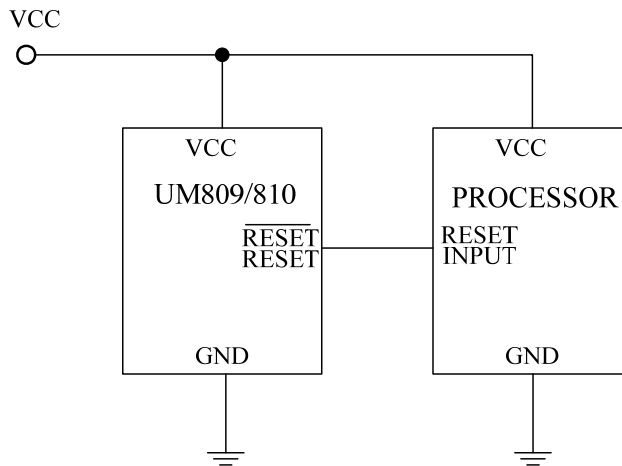 VCC
VCC
VCC
UM809/810
PROCESSOR
RESET
RESET
RESET
INPUT
GND
GND